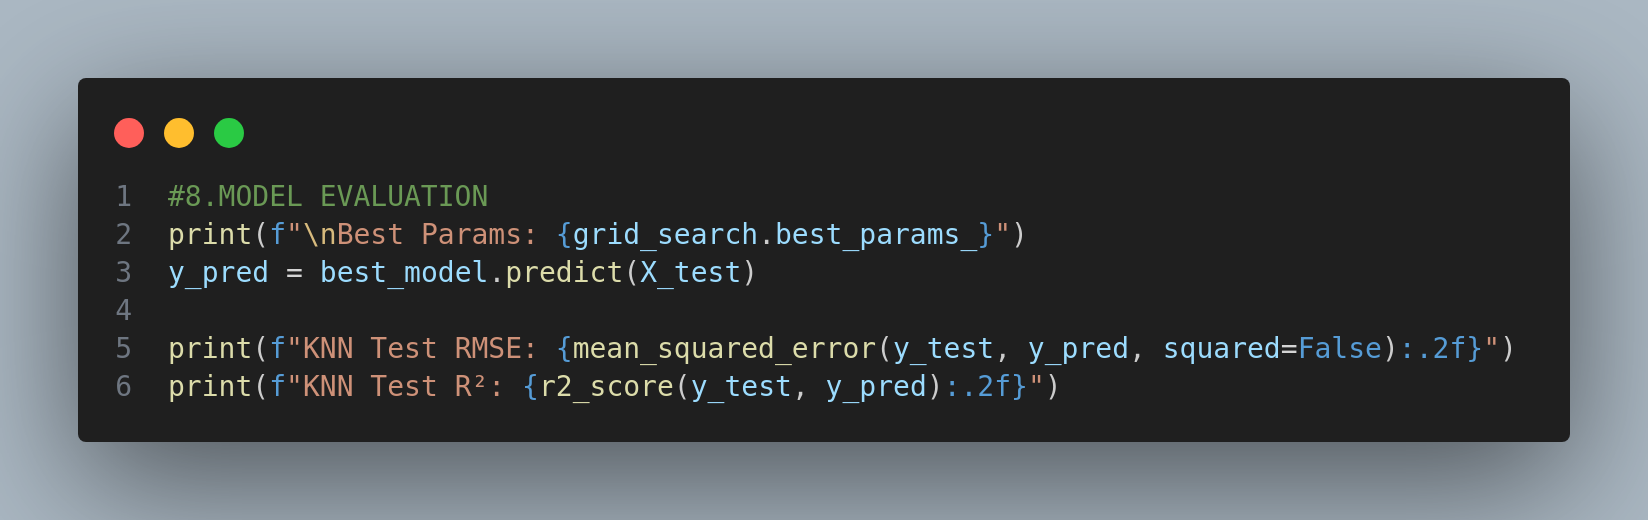 1 #8.MODEL EVALUATION
2 print(f"\nBest Params: {grid_search.best_params_}")
3 y_pred = best_model.predict(X_test)
4
5 print(f"KNN Test RMSE: {mean_squared_error(y_test, y_pred, squared=False):.2f}")
6 print(f"KNN Test R²: {r2_score(y_test, y_pred):.2f}")